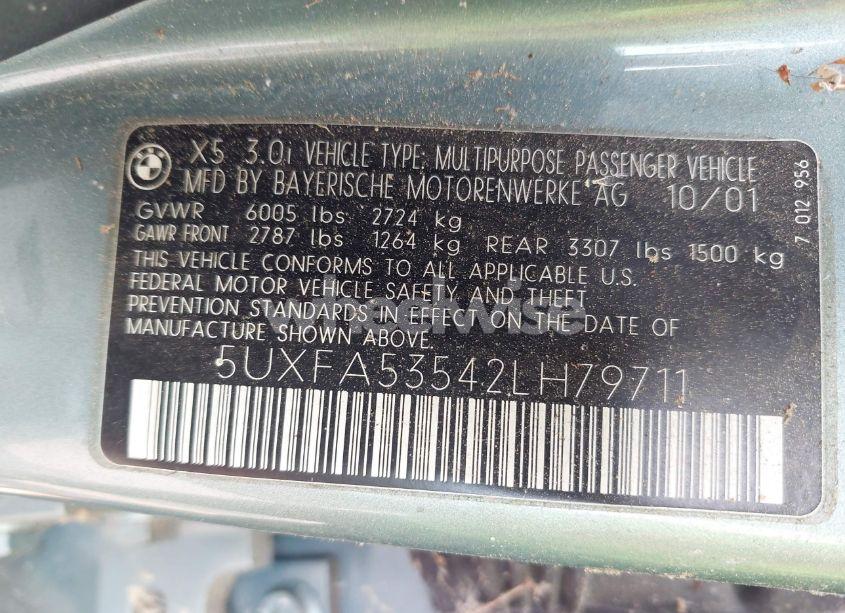 X5 3.0i VEHICLE TYPE: MULTIPURPOSE PASSENGER VEHICLE
MFD BY BAYERISCHE MOTORENWERKE AG 10/01
GVWR 6005 lbs 2724 kg
GAWR FRONT 2787 lbs 1264 kg REAR 3307 lbs 1500 kg
THIS VEHICLE CONFORMS TO ALL APPLICABLE U.S.
FEDERAL MOTOR VEHICLE SAFETY AND THEFT
PREVENTION STANDARDS IN EFFECT ON THE DATE OF
MANUFACTURE SHOWN ABOVE.
5UXFA53542LH79711
7 012 956
wheelwise